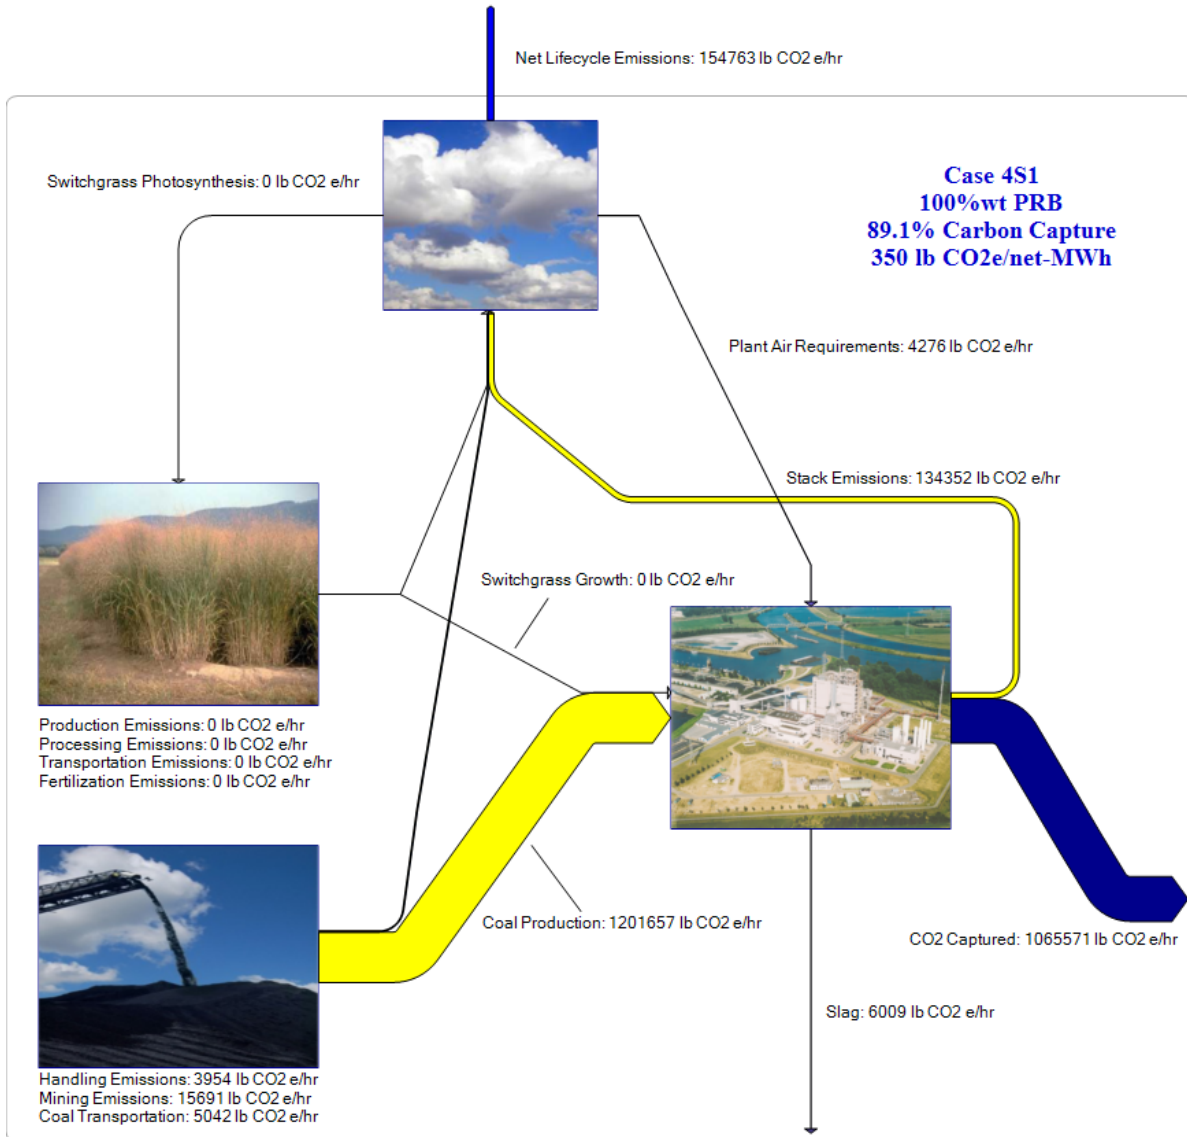 Net Lifecycle Emissions: 154763 lb CO2 e/hr
Switchgrass Photosynthesis: 0 lb CO2 e/hr
Case 4S1
100%wt PRB
89.1% Carbon Capture
350 lb CO2e/net-MWh
Plant Air Requirements: 4276 lb CO2 e/hr
Stack Emissions: 134352 lb CO2 e/hr
Switchgrass Growth: 0 lb CO2 e/hr
Production Emissions: 0 lb CO2 e/hr
Processing Emissions: 0 lb CO2 e/hr
Transportation Emissions: 0 lb CO2 e/hr
Fertilization Emissions: 0 lb CO2 e/hr
Coal Production: 1201657 lb CO2 e/hr
CO2 Captured: 1065571 lb CO2 e/hr
Slag: 6009 lb CO2 e/hr
Handling Emissions: 3954 lb CO2 e/hr
Mining Emissions: 15691 lb CO2 e/hr
Coal Transportation: 5042 lb CO2 e/hr